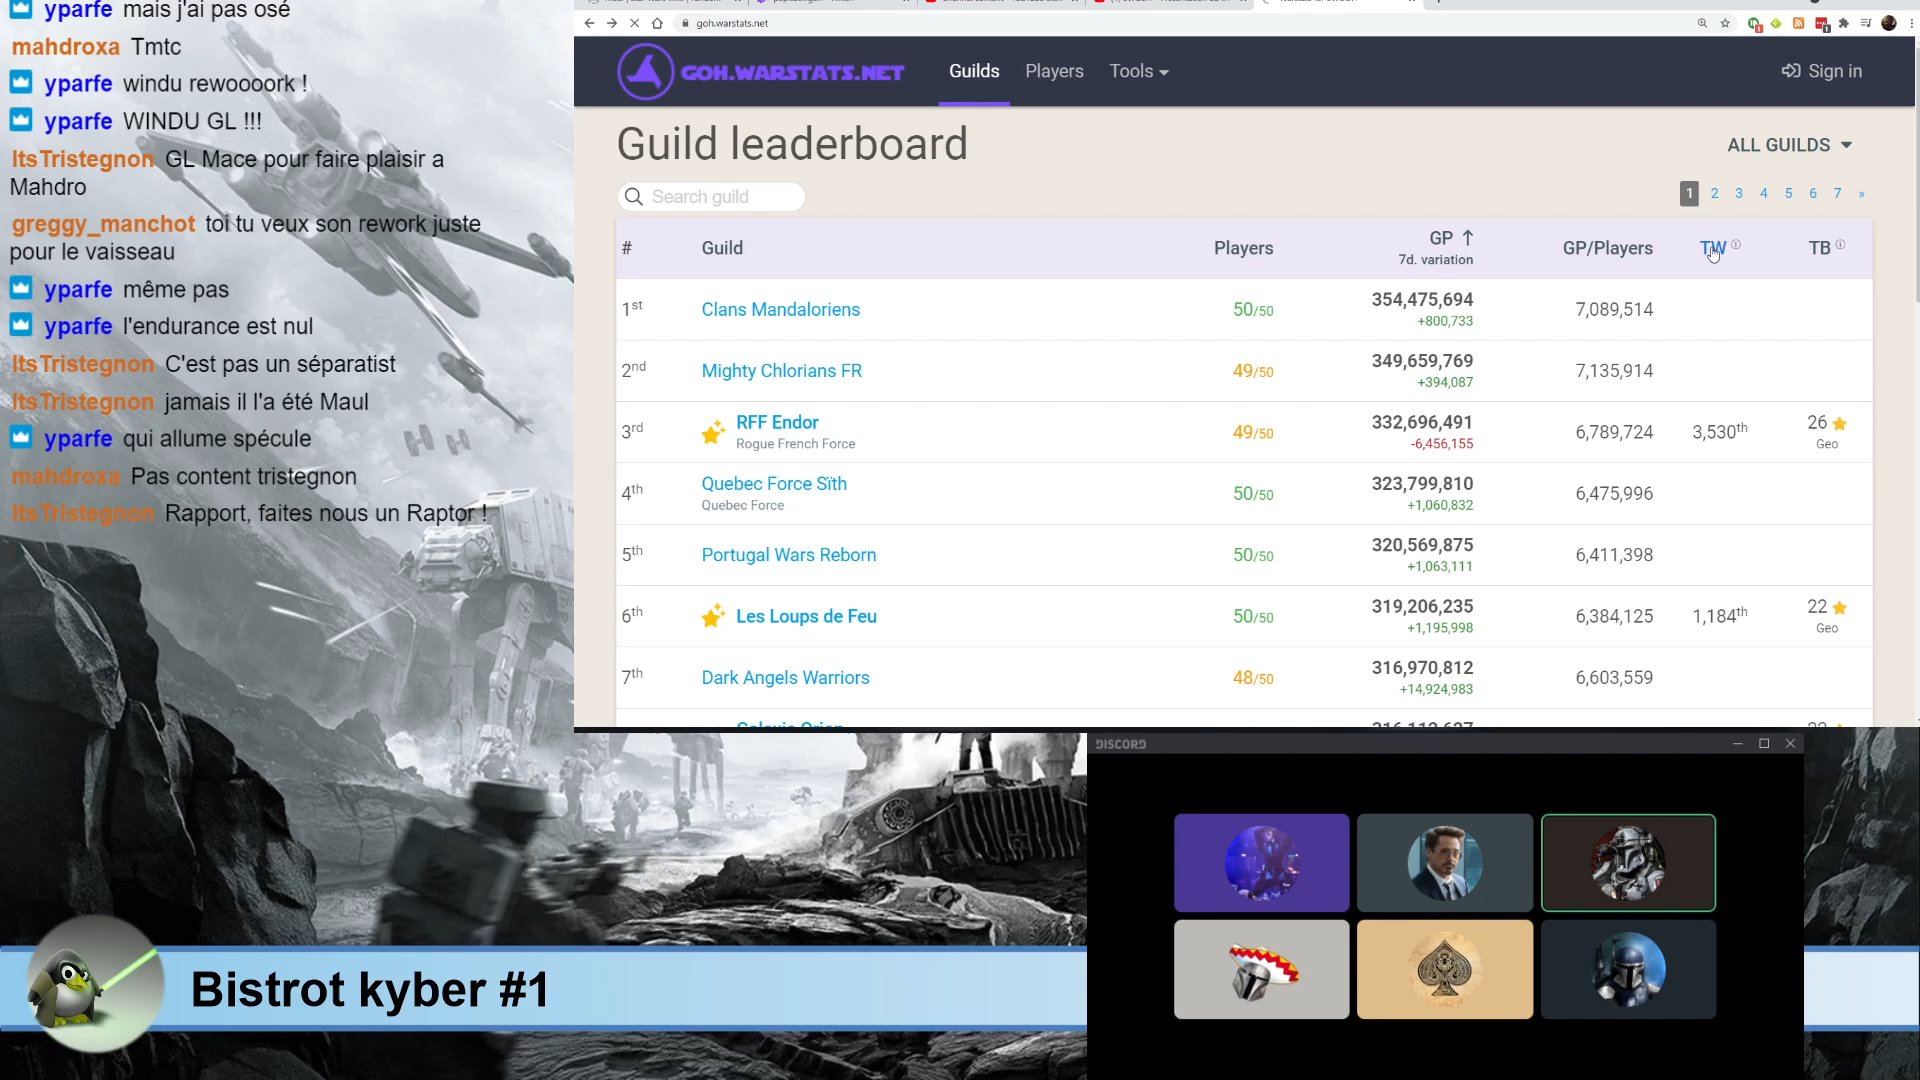 yparfe mais j'ai pas osé
mahdroxa Tmtc
yparfe windu rewoooork !
yparfe WINDU GL !!!
ItsTristegnon GL Mace pour faire plaisir a
Mahdro
greggy_manchot toi tu veux son rework juste
pour le vaisseau
yparfe même pas
yparfe l'endurance est nul
ItsTristegnon C'est pas un séparatist
ItsTristegnon jamais il l'a été Maul
yparfe qui allume spécule
mahdroxa Pas content tristegnon
ItsTristegnon Rapport, faites nous un Raptor !
goh.warstats.net
GOH.WARSTATS.NET Guilds Players Tools Sign in
Guild leaderboard
ALL GUILDS
Search guild
1 2 3 4 5 6 7 »
# Guild Players GP ↑ GP/Players TW TB
7d. variation
1st Clans Mandaloriens 50/50 354,475,694 7,089,514
+800,733
2nd Mighty Chlorians FR 49/50 349,659,769 7,135,914
+394,087
3rd RFF Endor 49/50 332,696,491 6,789,724 3,530th 26
Rogue French Force -6,456,155 Geo
4th Quebec Force Sïth 50/50 323,799,810 6,475,996
Quebec Force +1,060,832
5th Portugal Wars Reborn 50/50 320,569,875 6,411,398
+1,063,111
6th Les Loups de Feu 50/50 319,206,235 6,384,125 1,184th 22
+1,195,998 Geo
7th Dark Angels Warriors 48/50 316,970,812 6,603,559
+14,924,983
DISCORD
Bistrot kyber #1